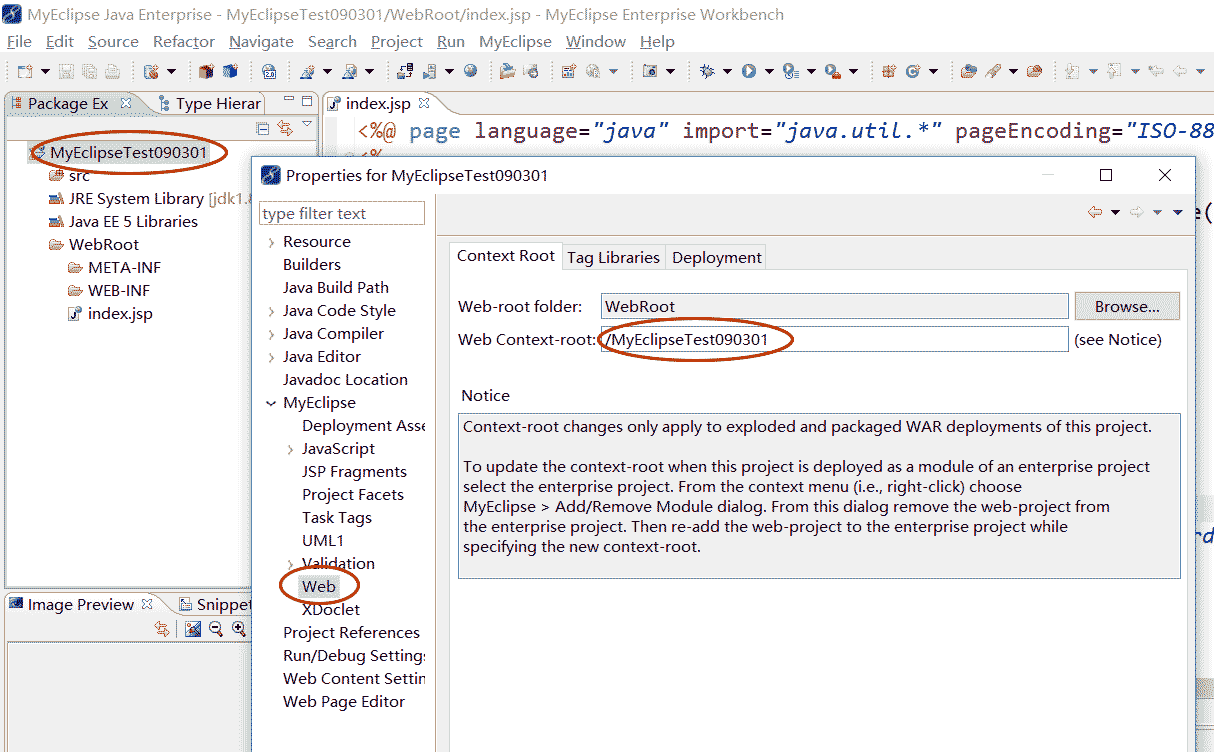 MyEclipse Java Enterprise - MyEclipseTest090301/WebRoot/index.jsp - MyEclipse Enterprise Workbench
File Edit Source Refactor Navigate Search Project Run MyEclipse Window Help
Package Ex Type Hierar
index.jsp
<%@ page language="java" import="java.util.*" pageEncoding="ISO-88
<%
MyEclipseTest090301
src
JRE System Library [jdk1.8
Java EE 5 Libraries
WebRoot
META-INF
WEB-INF
index.jsp
Image Preview Snippet
Properties for MyEclipseTest090301
type filter text
Resource
Builders
Java Build Path
Java Code Style
Java Compiler
Java Editor
Javadoc Location
MyEclipse
Deployment Asse
JavaScript
JSP Fragments
Project Facets
Task Tags
UML1
Validation
Web
XDoclet
Project References
Run/Debug Settings
Web Content Settin
Web Page Editor
Context Root Tag Libraries Deployment
Web-root folder: WebRoot Browse...
Web Context-root: /MyEclipseTest090301 (see Notice)
Notice
Context-root changes only apply to exploded and packaged WAR deployments of this project.
To update the context-root when this project is deployed as a module of an enterprise project
select the enterprise project. From the context menu (i.e., right-click) choose
MyEclipse > Add/Remove Module dialog. From this dialog remove the web-project from
the enterprise project. Then re-add the web-project to the enterprise project while
specifying the new context-root.
e(
rd